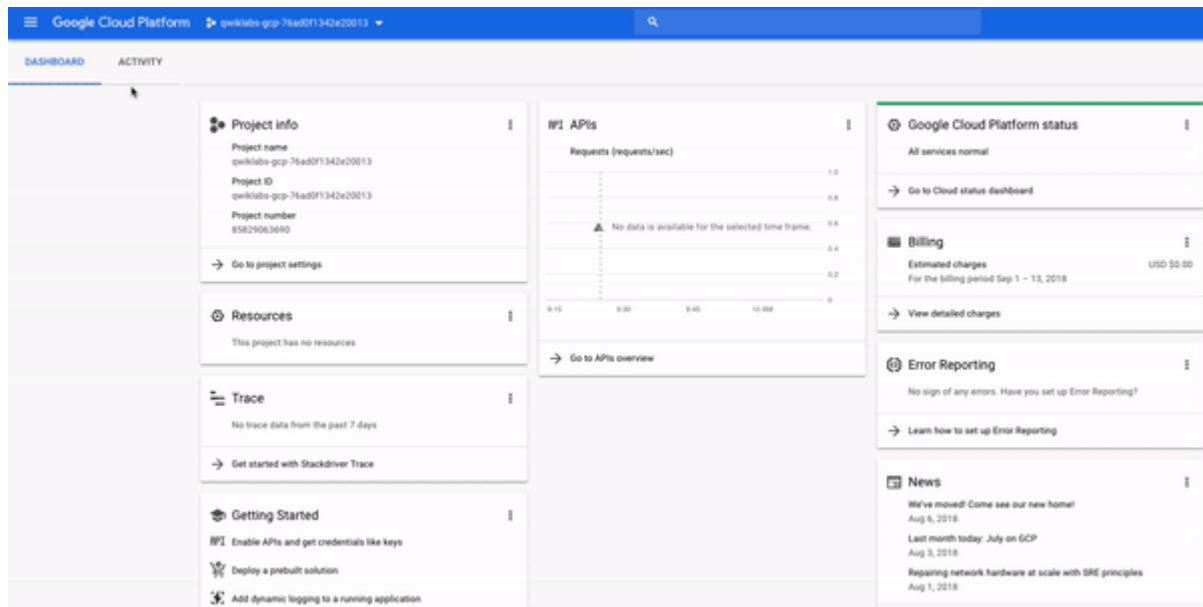 Google Cloud Platform qwiklabs-gcp-76ad0f1342e20013
DASHBOARD ACTIVITY
Project info
Project name
qwiklabs-gcp-76ad0f1342e20013
Project ID
qwiklabs-gcp-76ad0f1342e20013
Project number
85829063690
Go to project settings
Resources
This project has no resources
Trace
No trace data from the past 7 days
Get started with Stackdriver Trace
Getting Started
API Enable APIs and get credentials like keys
Deploy a prebuilt solution
Add dynamic logging to a running application
API APIs
Requests (requests/sec)
1.0
0.8
No data is available for the selected time frame. 0.6
0.4
0.2
0
9:15 9:30 9:45 10 AM
Go to APIs overview
Google Cloud Platform status
All services normal
Go to Cloud status dashboard
Billing
Estimated charges USD $0.00
For the billing period Sep 1 – 13, 2018
View detailed charges
Error Reporting
No sign of any errors. Have you set up Error Reporting?
Learn how to set up Error Reporting
News
We've moved! Come see our new home!
Aug 6, 2018
Last month today: July on GCP
Aug 3, 2018
Repairing network hardware at scale with SRE principles
Aug 1, 2018